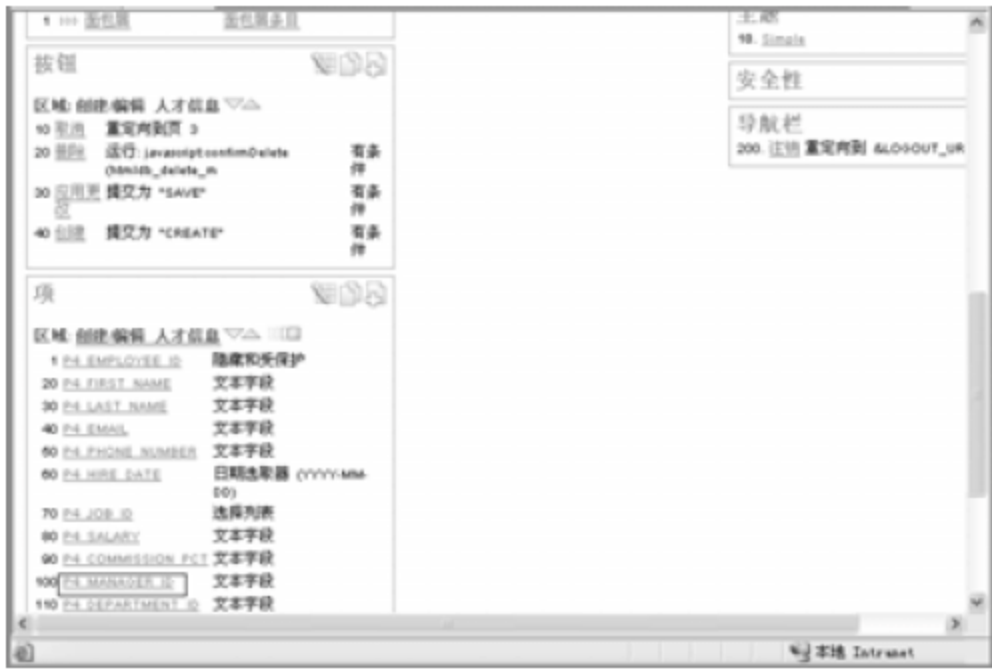 1 >>> 面包屑 面包屑条目
按钮
区域: 创建/编辑 人才信息
10 取消 重定向到页 3
20 删除 运行: javascript:confirmDelete 有条
(htmldb_delete_m 件
30 应用更 提交为 "SAVE" 有条
改 件
40 创建 提交为 "CREATE" 有条
件
项
区域: 创建/编辑 人才信息
1 P4_EMPLOYEE_ID 隐藏和受保护
20 P4_FIRST_NAME 文本字段
30 P4_LAST_NAME 文本字段
40 P4_EMAIL 文本字段
50 P4_PHONE_NUMBER 文本字段
60 P4_HIRE_DATE 日期选取器 (YYYY-MM-
DD)
70 P4_JOB_ID 选择列表
80 P4_SALARY 文本字段
90 P4_COMMISSION_PCT 文本字段
100 P4_MANAGER_ID 文本字段
110 P4_DEPARTMENT_ID 文本字段
主题
10. Simple
安全性
导航栏
200. 注销 重定向到 &LOGOUT_UR
本地 Intranet